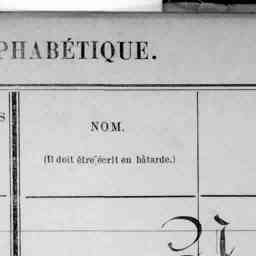 PHABÉTIQUE.
S
NOM.
(Il doit être écrit en bâtarde.)